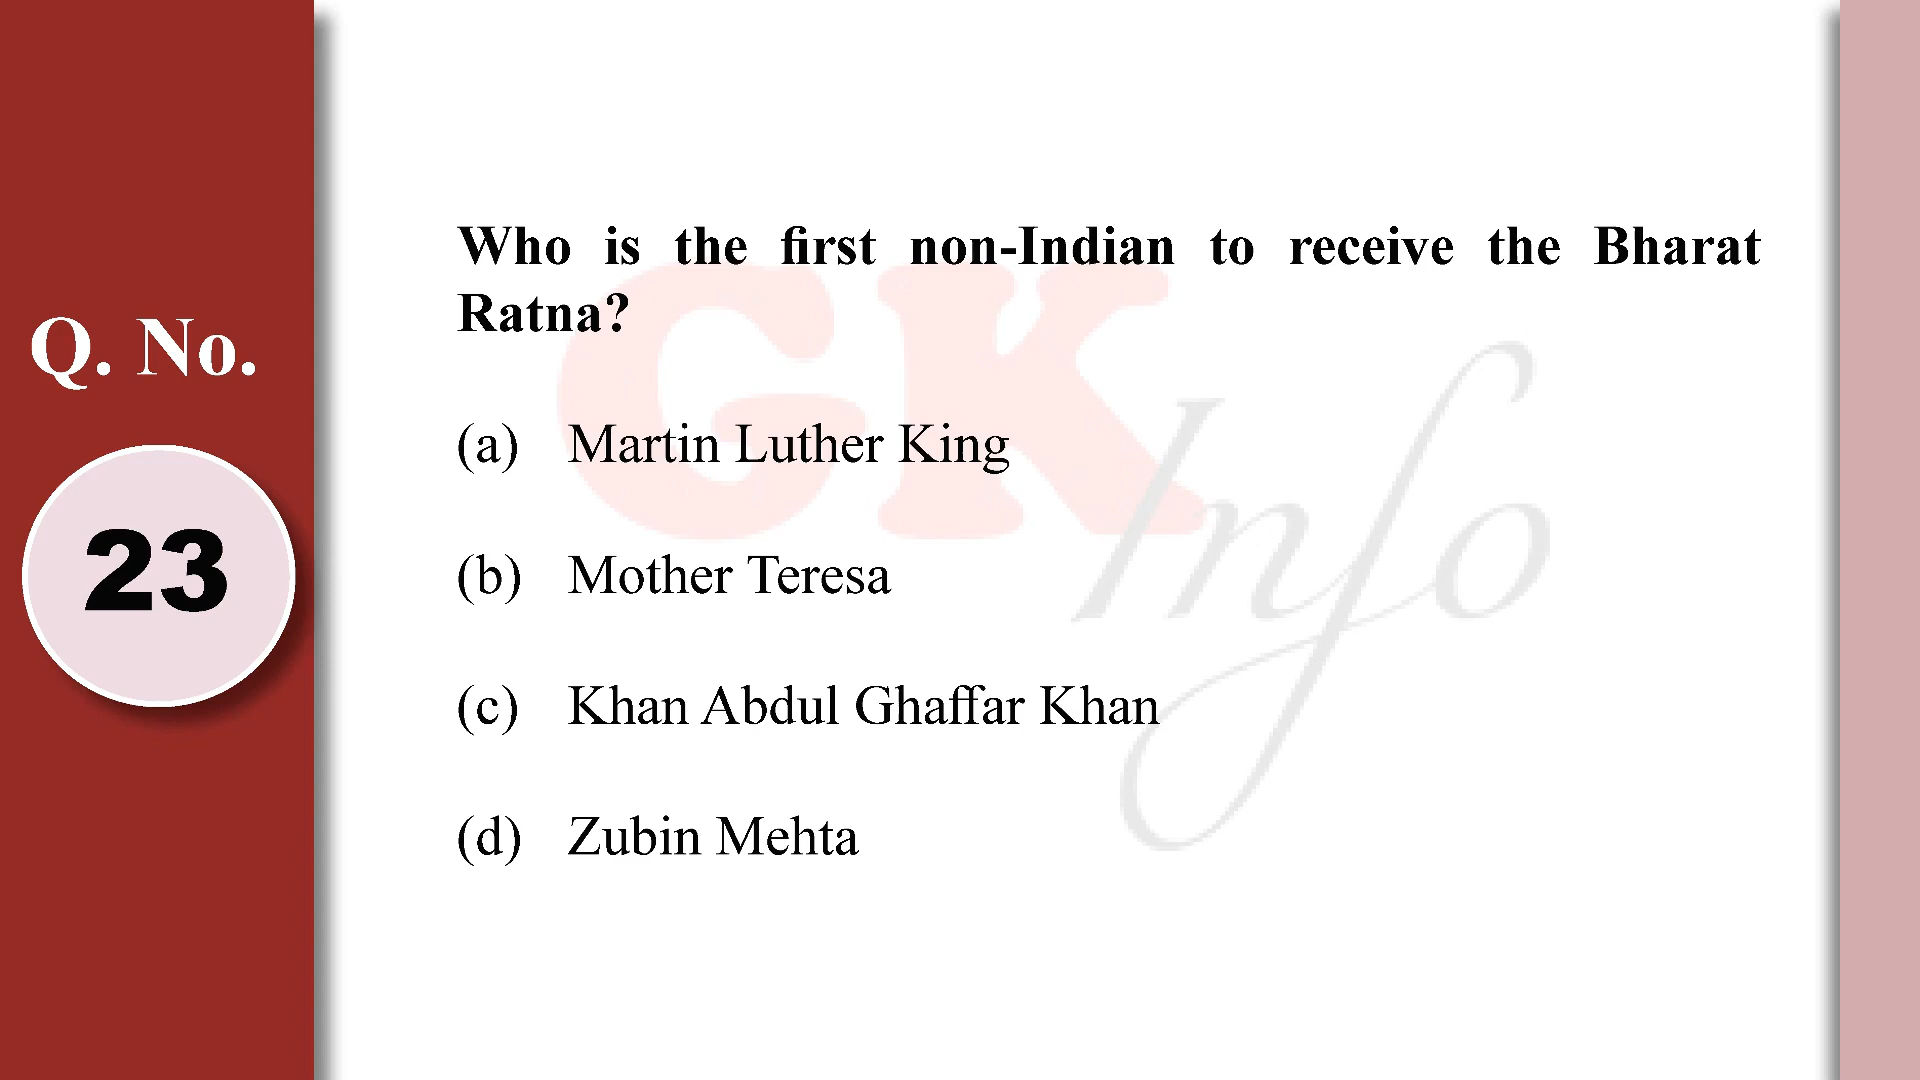 Q. No.
23
Who is the first non-Indian to receive the Bharat
Ratna?
(a) Martin Luther King
(b) Mother Teresa
(c) Khan Abdul Ghaffar Khan
(d) Zubin Mehta
GK
Info